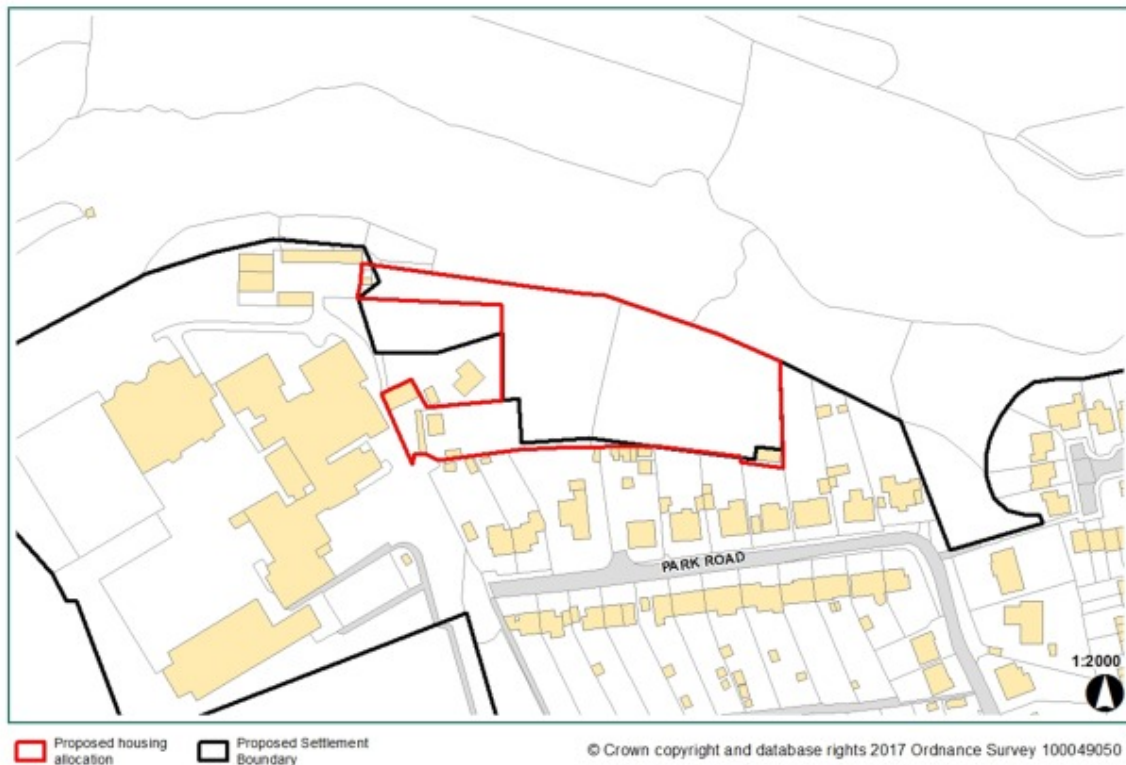 PARK ROAD
1:2000
Proposed housing
allocation
Proposed Settlement
Boundary
© Crown copyright and database rights 2017 Ordnance Survey 100049050